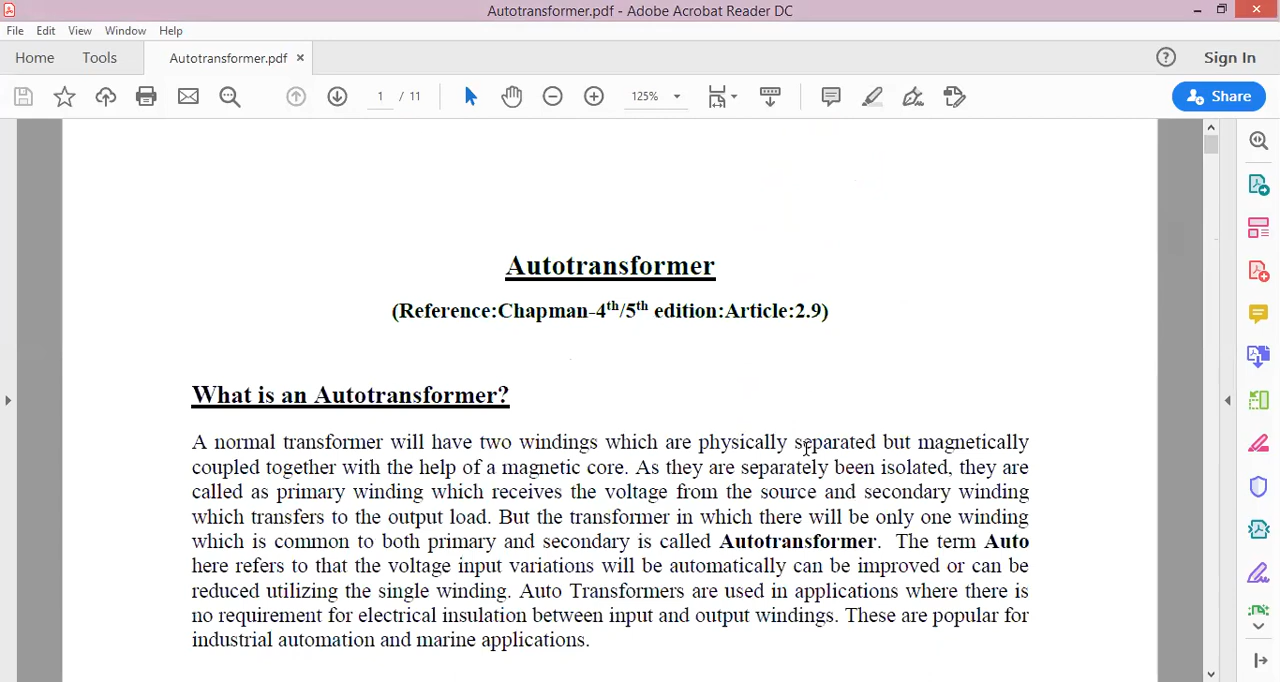 Autotransformer.pdf - Adobe Acrobat Reader DC
File Edit View Window Help
Home Tools Autotransformer.pdf × Sign In
1 / 11 125% Share
Autotransformer
(Reference:Chapman-4th/5th edition:Article:2.9)
What is an Autotransformer?
A normal transformer will have two windings which are physically separated but magnetically
coupled together with the help of a magnetic core. As they are separately been isolated, they are
called as primary winding which receives the voltage from the source and secondary winding
which transfers to the output load. But the transformer in which there will be only one winding
which is common to both primary and secondary is called Autotransformer. The term Auto
here refers to that the voltage input variations will be automatically can be improved or can be
reduced utilizing the single winding. Auto Transformers are used in applications where there is
no requirement for electrical insulation between input and output windings. These are popular for
industrial automation and marine applications.